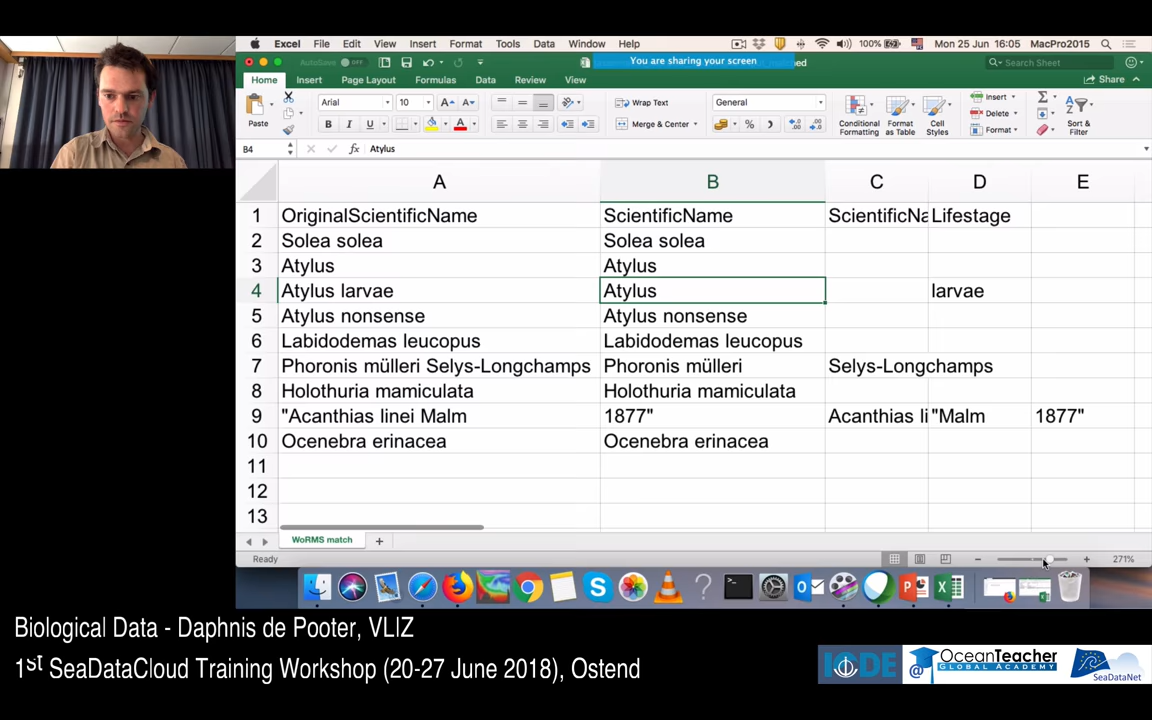 Excel File Edit View Insert Format Tools Data Window Help 100% Mon 25 Jun 16:05 MacPro2015
AutoSave OFF You are sharing your screen Search Sheet
Home Insert Page Layout Formulas Data Review View Share
Paste Arial 10 Wrap Text General Insert
B I U Merge & Center % Conditional Formatting Format as Table Cell Styles Delete Format Sort & Filter
B4 fx Atylus
A B C D E
1 OriginalScientificName ScientificName ScientificNa Lifestage
2 Solea solea Solea solea
3 Atylus Atylus
4 Atylus larvae Atylus larvae
5 Atylus nonsense Atylus nonsense
6 Labidodemas leucopus Labidodemas leucopus
7 Phoronis mülleri Selys-Longchamps Phoronis mülleri Selys-Longchamps
8 Holothuria mamiculata Holothuria mamiculata
9 "Acanthias linei Malm 1877" Acanthias li "Malm 1877"
10 Ocenebra erinacea Ocenebra erinacea
11
12
13
WoRMS match +
Ready 271%
Biological Data - Daphnis de Pooter, VLIZ
1st SeaDataCloud Training Workshop (20-27 June 2018), Ostend
IODE
OceanTeacher
GLOBAL ACADEMY
SeaDataNet